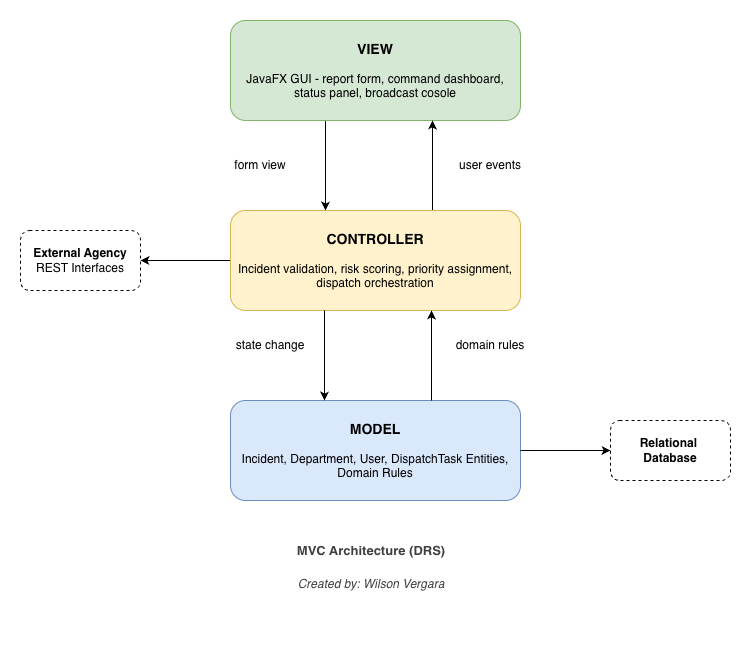 VIEW
JavaFX GUI - report form, command dashboard,
status panel, broadcast cosole
form view
user events
CONTROLLER
Incident validation, risk scoring, priority assignment,
dispatch orchestration
External Agency
REST Interfaces
state change
domain rules
MODEL
Incident, Department, User, DispatchTask Entities,
Domain Rules
Relational
Database
MVC Architecture (DRS)
Created by: Wilson Vergara